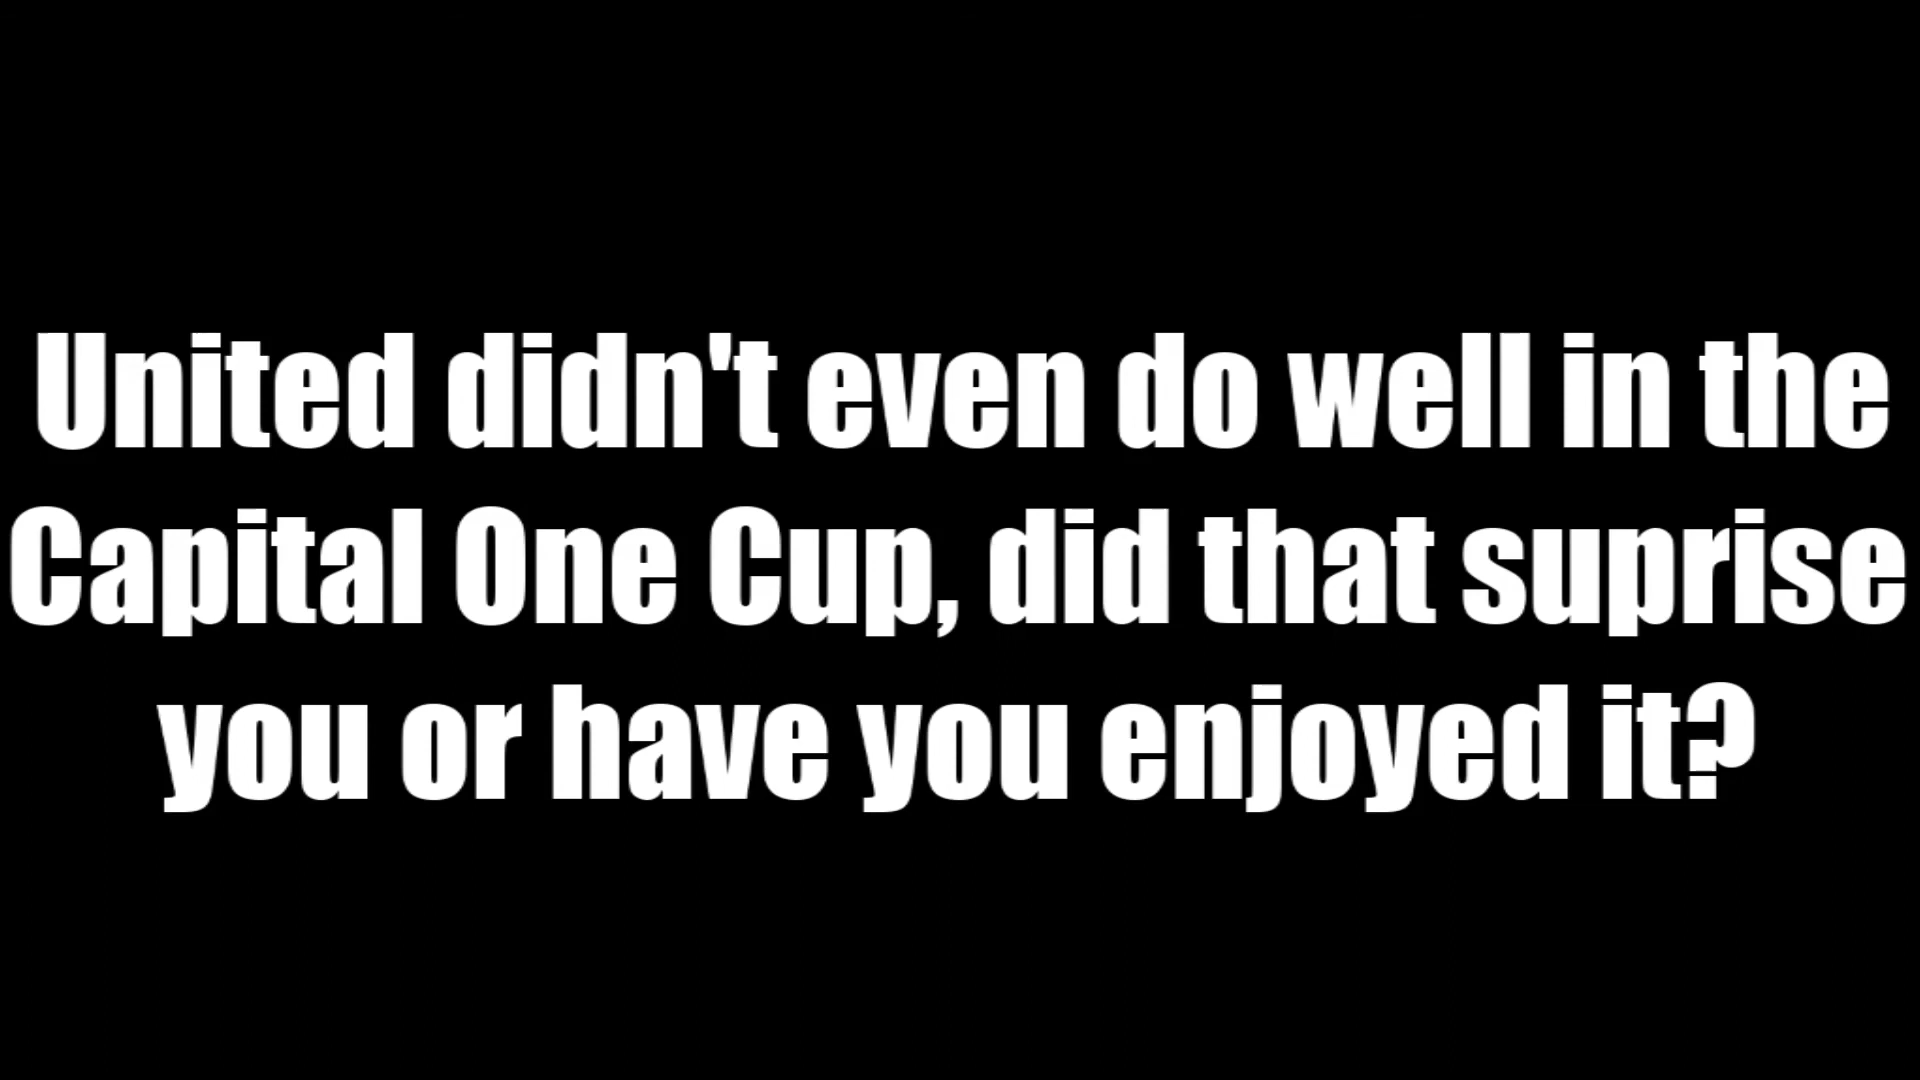 United didn't even do well in the
Capital One Cup, did that suprise
you or have you enjoyed it?